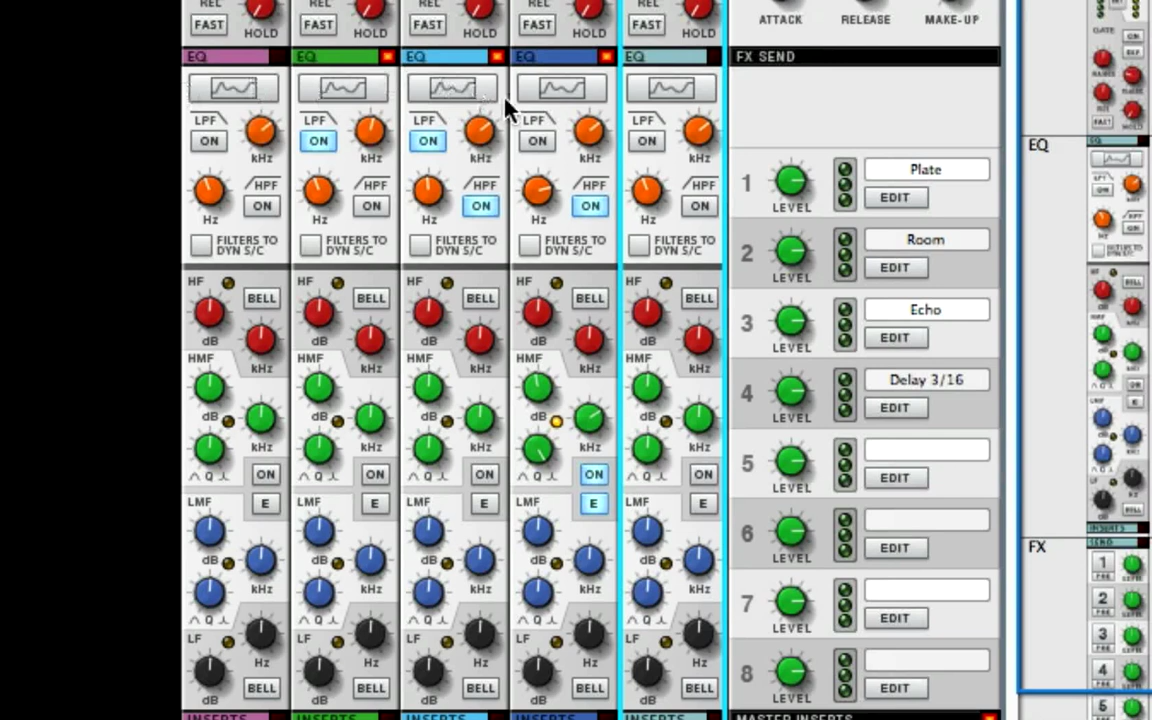 REL REL REL REL REL
FAST HOLD FAST HOLD FAST HOLD FAST HOLD FAST HOLD ATTACK RELEASE MAKE-UP
GATE
EQ EQ EQ EQ EQ FX SEND
LPF LPF LPF LPF LPF
ON ON ON ON ON
kHz kHz kHz kHz kHz
HPF HPF HPF HPF HPF
Hz ON Hz ON Hz ON Hz ON Hz ON
FILTERS TO FILTERS TO FILTERS TO FILTERS TO FILTERS TO
DYN S/C DYN S/C DYN S/C DYN S/C DYN S/C
HF BELL HF BELL HF BELL HF BELL HF BELL
dB kHz dB kHz dB kHz dB kHz dB kHz
HMF HMF HMF HMF HMF
dB dB dB dB dB
kHz kHz kHz kHz kHz
Q ON Q ON Q ON Q ON Q ON
LMF E LMF E LMF E LMF E LMF E
dB kHz dB kHz dB kHz dB kHz dB kHz
Q Q Q Q Q
LF Hz LF Hz LF Hz LF Hz LF Hz
dB BELL dB BELL dB BELL dB BELL dB BELL
INSERTS INSERTS INSERTS INSERTS INSERTS MASTER INSERTS
1 LEVEL Plate EDIT
2 LEVEL Room EDIT
3 LEVEL Echo EDIT
4 LEVEL Delay 3/16 EDIT
5 LEVEL EDIT
6 LEVEL EDIT
7 LEVEL EDIT
8 LEVEL EDIT
EQ
FX
1
2
3
4
5